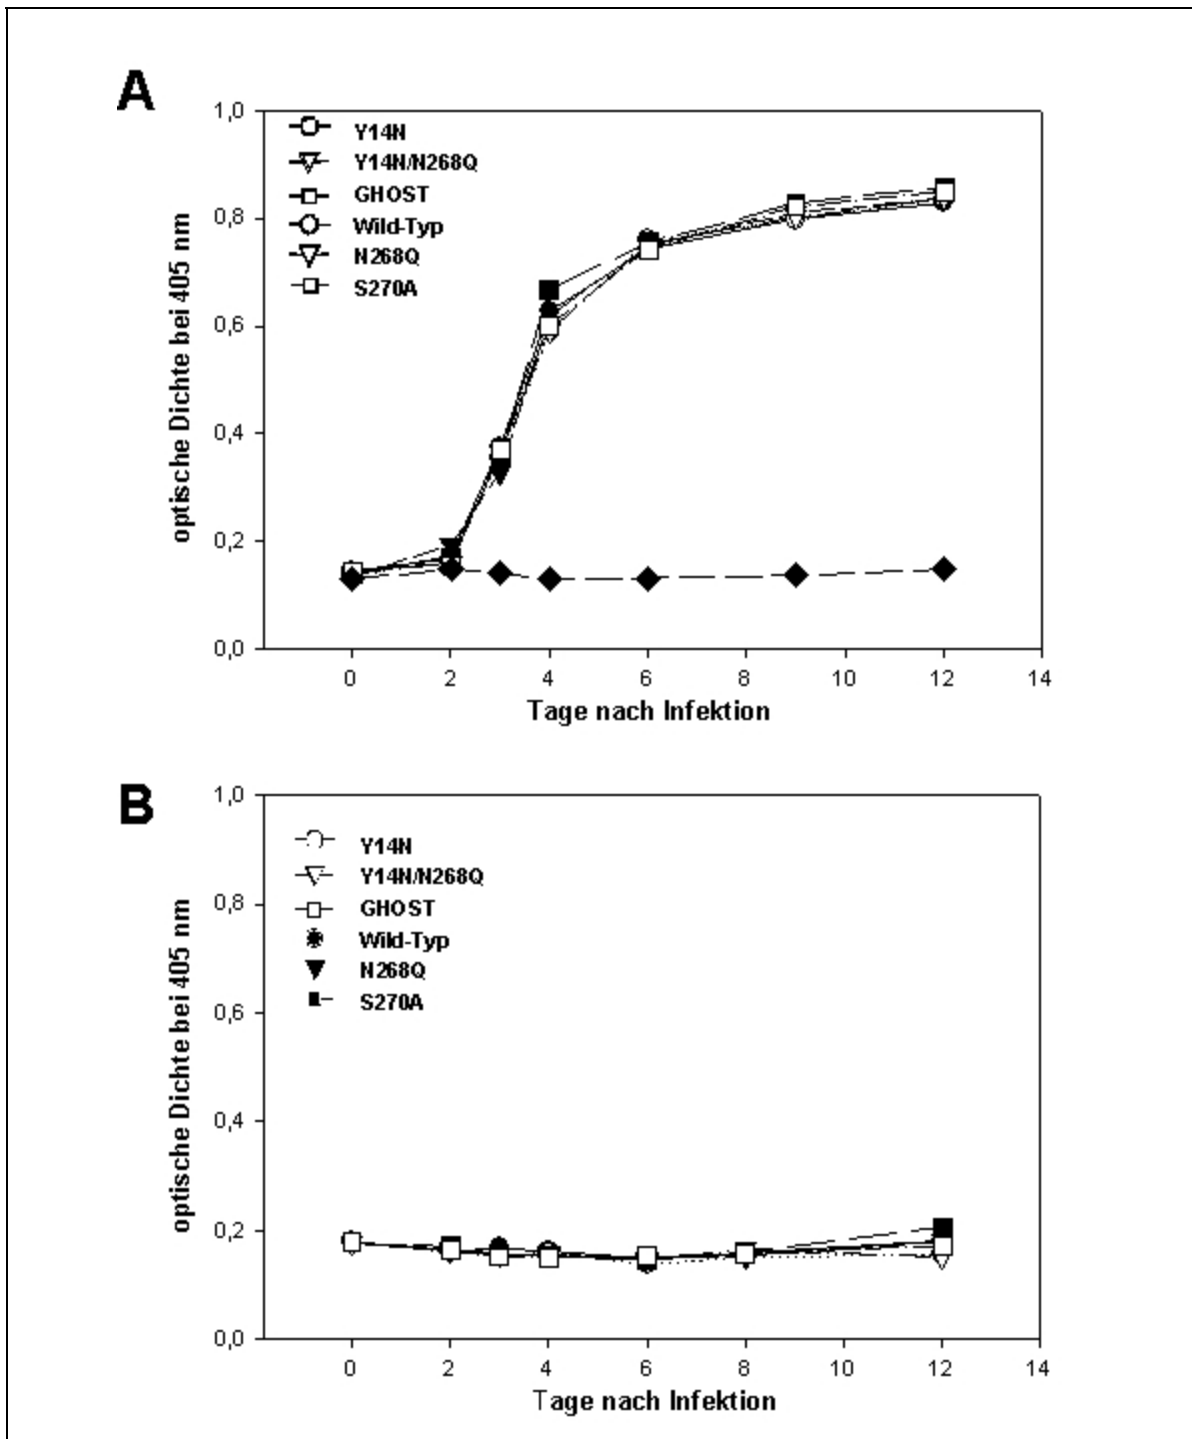 A
1,0
0,8
0,6
0,4
0,2
0,0
optische Dichte bei 405 nm
Y14N
Y14N/N268Q
GHOST
Wild-Typ
N268Q
S270A
0 2 4 6 8 10 12 14
Tage nach Infektion
B
1,0
0,8
0,6
0,4
0,2
0,0
optische Dichte bei 405 nm
Y14N
Y14N/N268Q
GHOST
Wild-Typ
N268Q
S270A
0 2 4 6 8 10 12 14
Tage nach Infektion